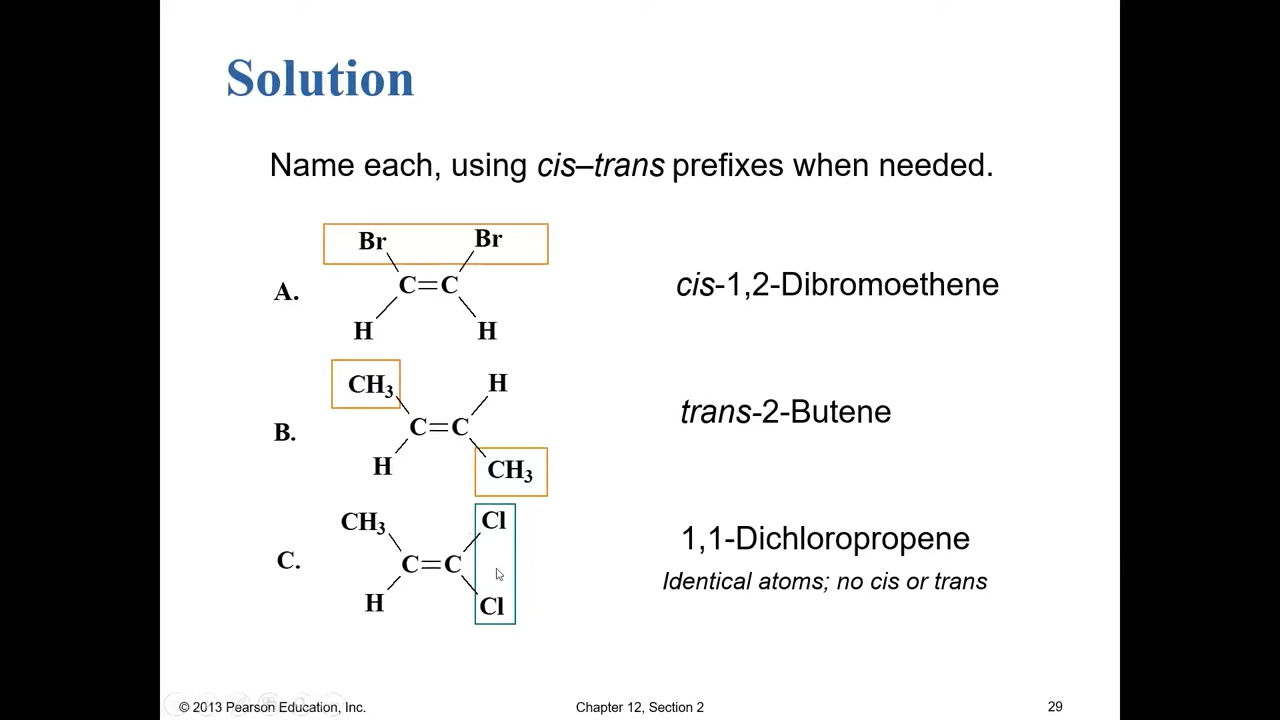 Solution
Name each, using cis–trans prefixes when needed.
Br Br
A. C=C cis-1,2-Dibromoethene
H H
CH3 H
B. C=C trans-2-Butene
H CH3
CH3 Cl
C. C=C 1,1-Dichloropropene
Identical atoms; no cis or trans
H Cl
© 2013 Pearson Education, Inc. Chapter 12, Section 2 29